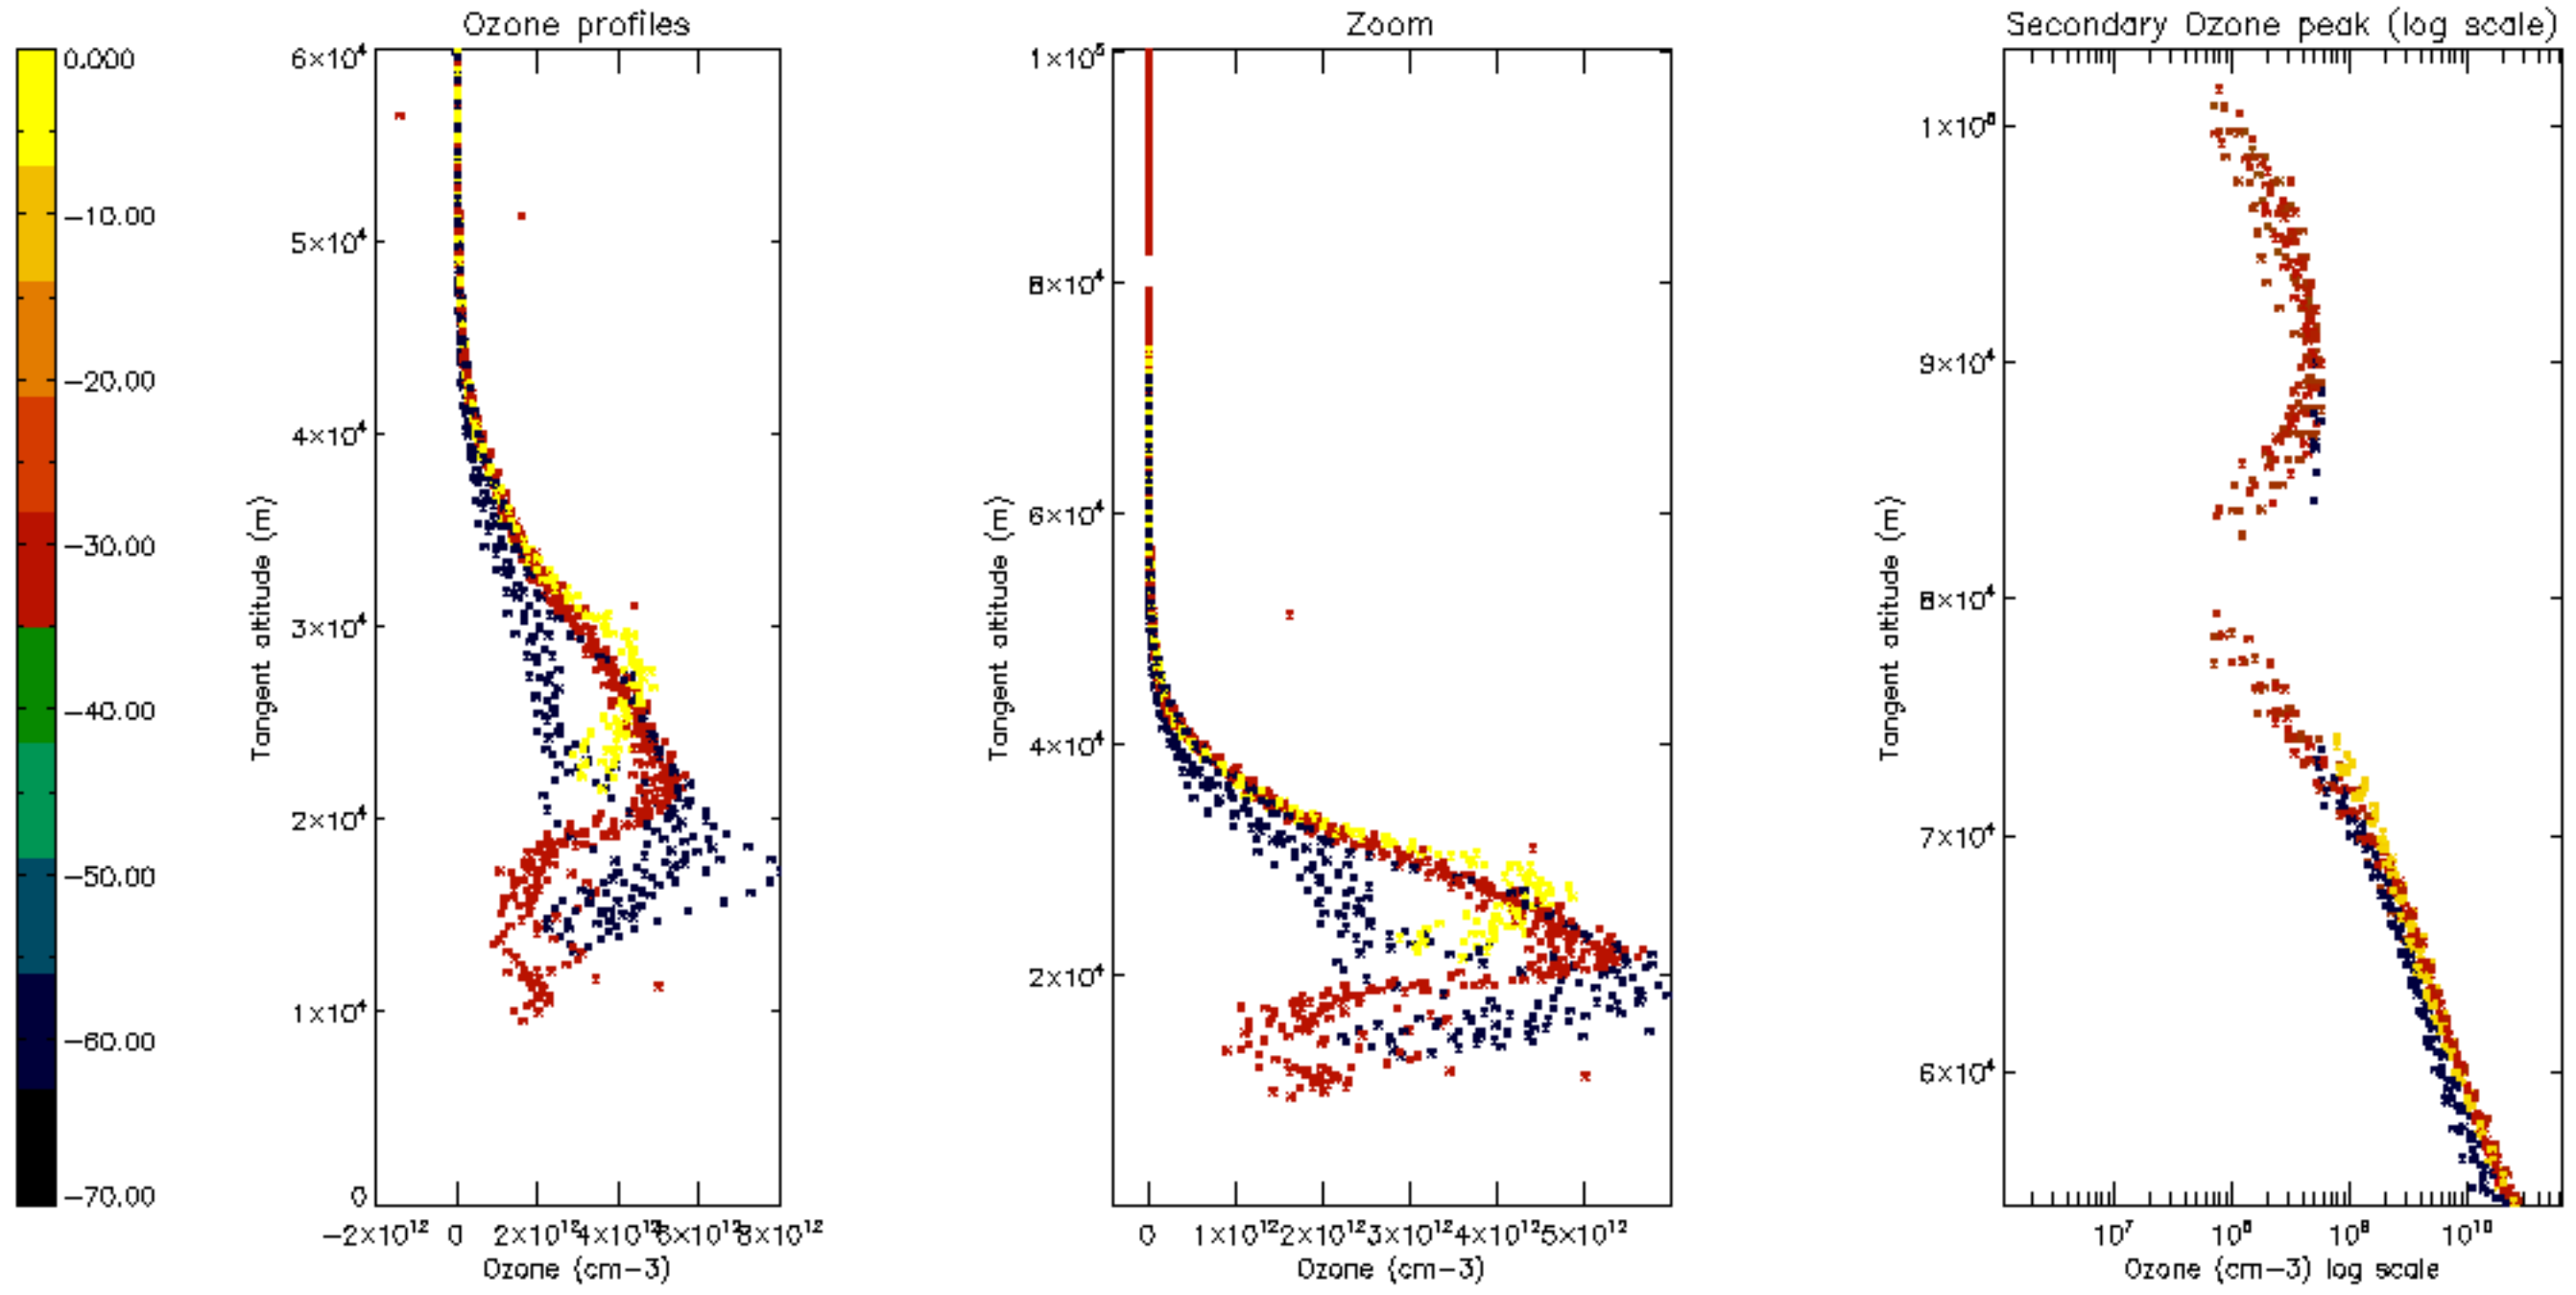 Ozone profiles
Zoom
Secondary Ozone peak (log scale)
0.000
−10.00
−20.00
−30.00
−40.00
−50.00
−60.00
−70.00
6×10⁴
5×10⁴
4×10⁴
3×10⁴
2×10⁴
1×10⁴
0
Tangent altitude (m)
−2×10¹² 0 2×10¹² 4×10¹² 6×10¹² 8×10¹²
Ozone (cm−3)
1×10⁵
8×10⁴
6×10⁴
4×10⁴
2×10⁴
Tangent altitude (m)
0 1×10¹² 2×10¹² 3×10¹² 4×10¹² 5×10¹²
Ozone (cm−3)
1×10⁵
9×10⁴
8×10⁴
7×10⁴
6×10⁴
Tangent altitude (m)
10⁷ 10⁸ 10⁹ 10¹⁰
Ozone (cm−3) log scale